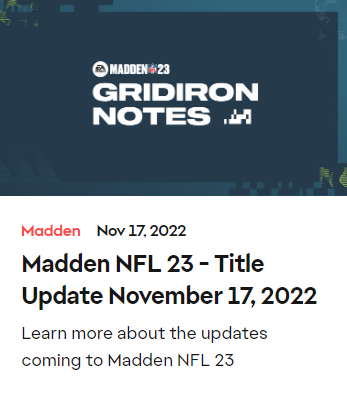 EA MADDEN NFL 23
GRIDIRON
NOTES
Madden Nov 17, 2022
Madden NFL 23 - Title
Update November 17, 2022
Learn more about the updates
coming to Madden NFL 23